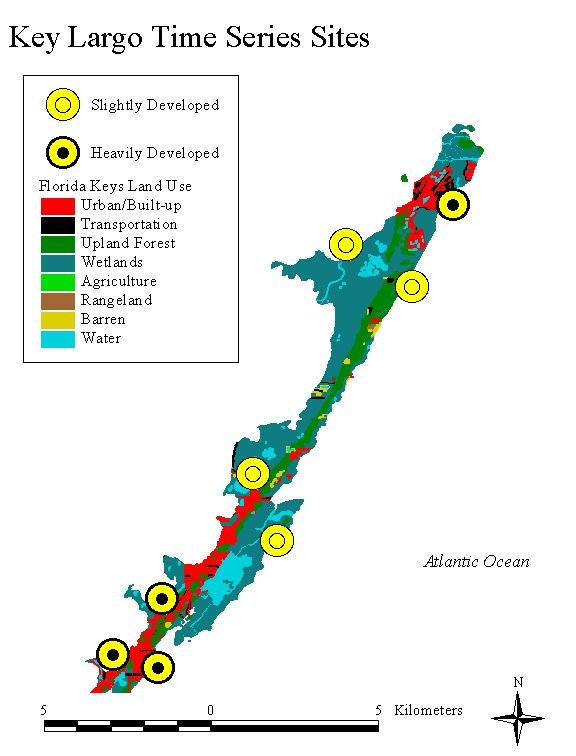 Key Largo Time Series Sites
Slightly Developed
Heavily Developed
Florida Keys Land Use
Urban/Built-up
Transportation
Upland Forest
Wetlands
Agriculture
Rangeland
Barren
Water
Atlantic Ocean
N
5 0 5 Kilometers